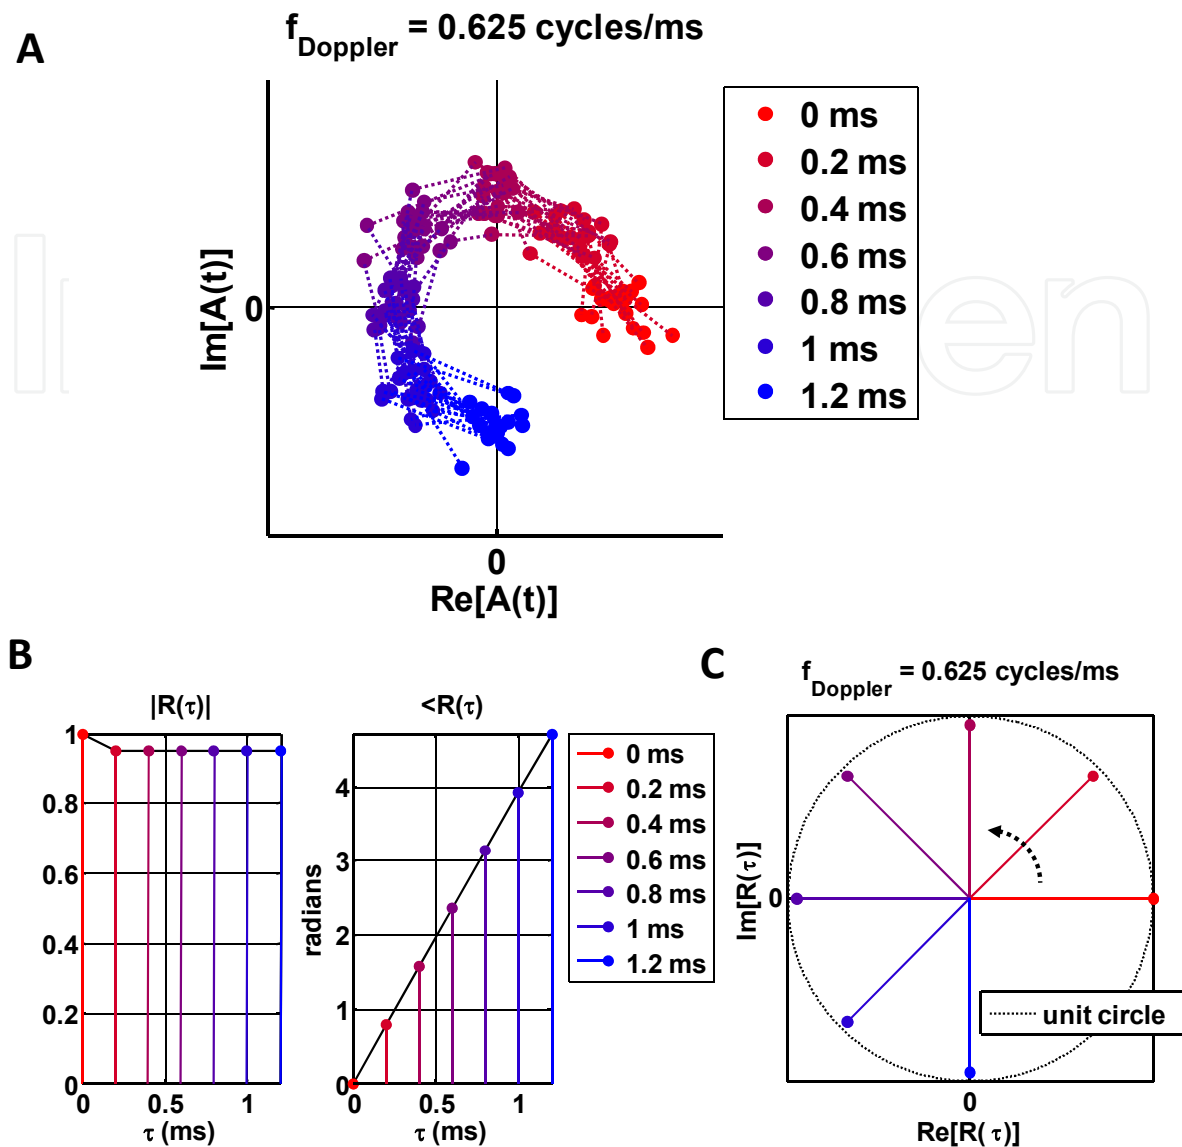 A
f_Doppler = 0.625 cycles/ms
0 ms
0.2 ms
0.4 ms
0.6 ms
0.8 ms
1 ms
1.2 ms
Im[A(t)]
0
0
Re[A(t)]
en
B
|R(τ)|
1
0.8
0.6
0.4
0.2
0
0 0.5 1
τ (ms)
<R(τ)
radians
4
3
2
1
0
0 0.5 1
τ (ms)
0 ms
0.2 ms
0.4 ms
0.6 ms
0.8 ms
1 ms
1.2 ms
C
f_Doppler = 0.625 cycles/ms
Im[R(τ)]
0
unit circle
0
Re[R(τ)]